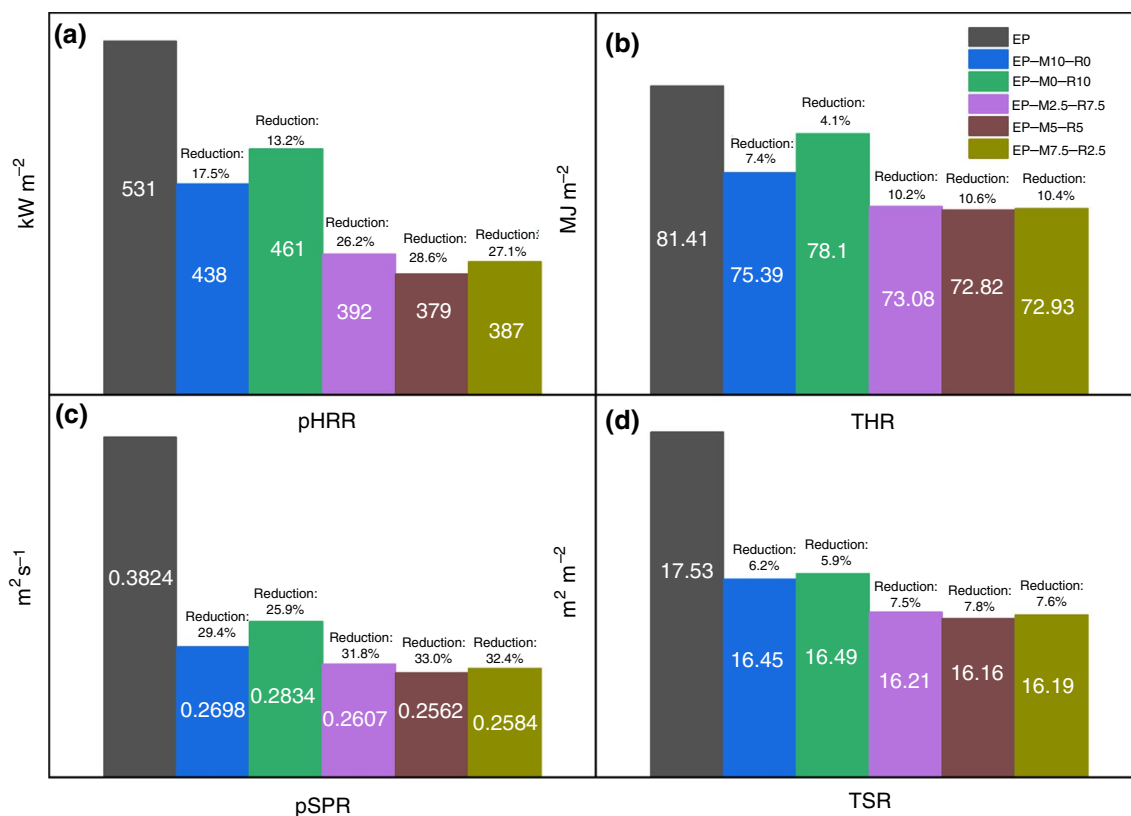 (a)
kW m⁻²
531
Reduction:
17.5%
438
Reduction:
13.2%
461
Reduction:
26.2%
392
Reduction:
28.6%
379
Reduction:
27.1%
387
pHRR
(b)
EP
EP–M10–R0
EP–M0–R10
EP–M2.5–R7.5
EP–M5–R5
EP–M7.5–R2.5
MJ m⁻²
81.41
Reduction:
7.4%
75.39
Reduction:
4.1%
78.1
Reduction:
10.2%
73.08
Reduction:
10.6%
72.82
Reduction:
10.4%
72.93
THR
(c)
m² s⁻¹
0.3824
Reduction:
29.4%
0.2698
Reduction:
25.9%
0.2834
Reduction:
31.8%
0.2607
Reduction:
33.0%
0.2562
Reduction:
32.4%
0.2584
pSPR
(d)
m² m⁻²
17.53
Reduction:
6.2%
16.45
Reduction:
5.9%
16.49
Reduction:
7.5%
16.21
Reduction:
7.8%
16.16
Reduction:
7.6%
16.19
TSR